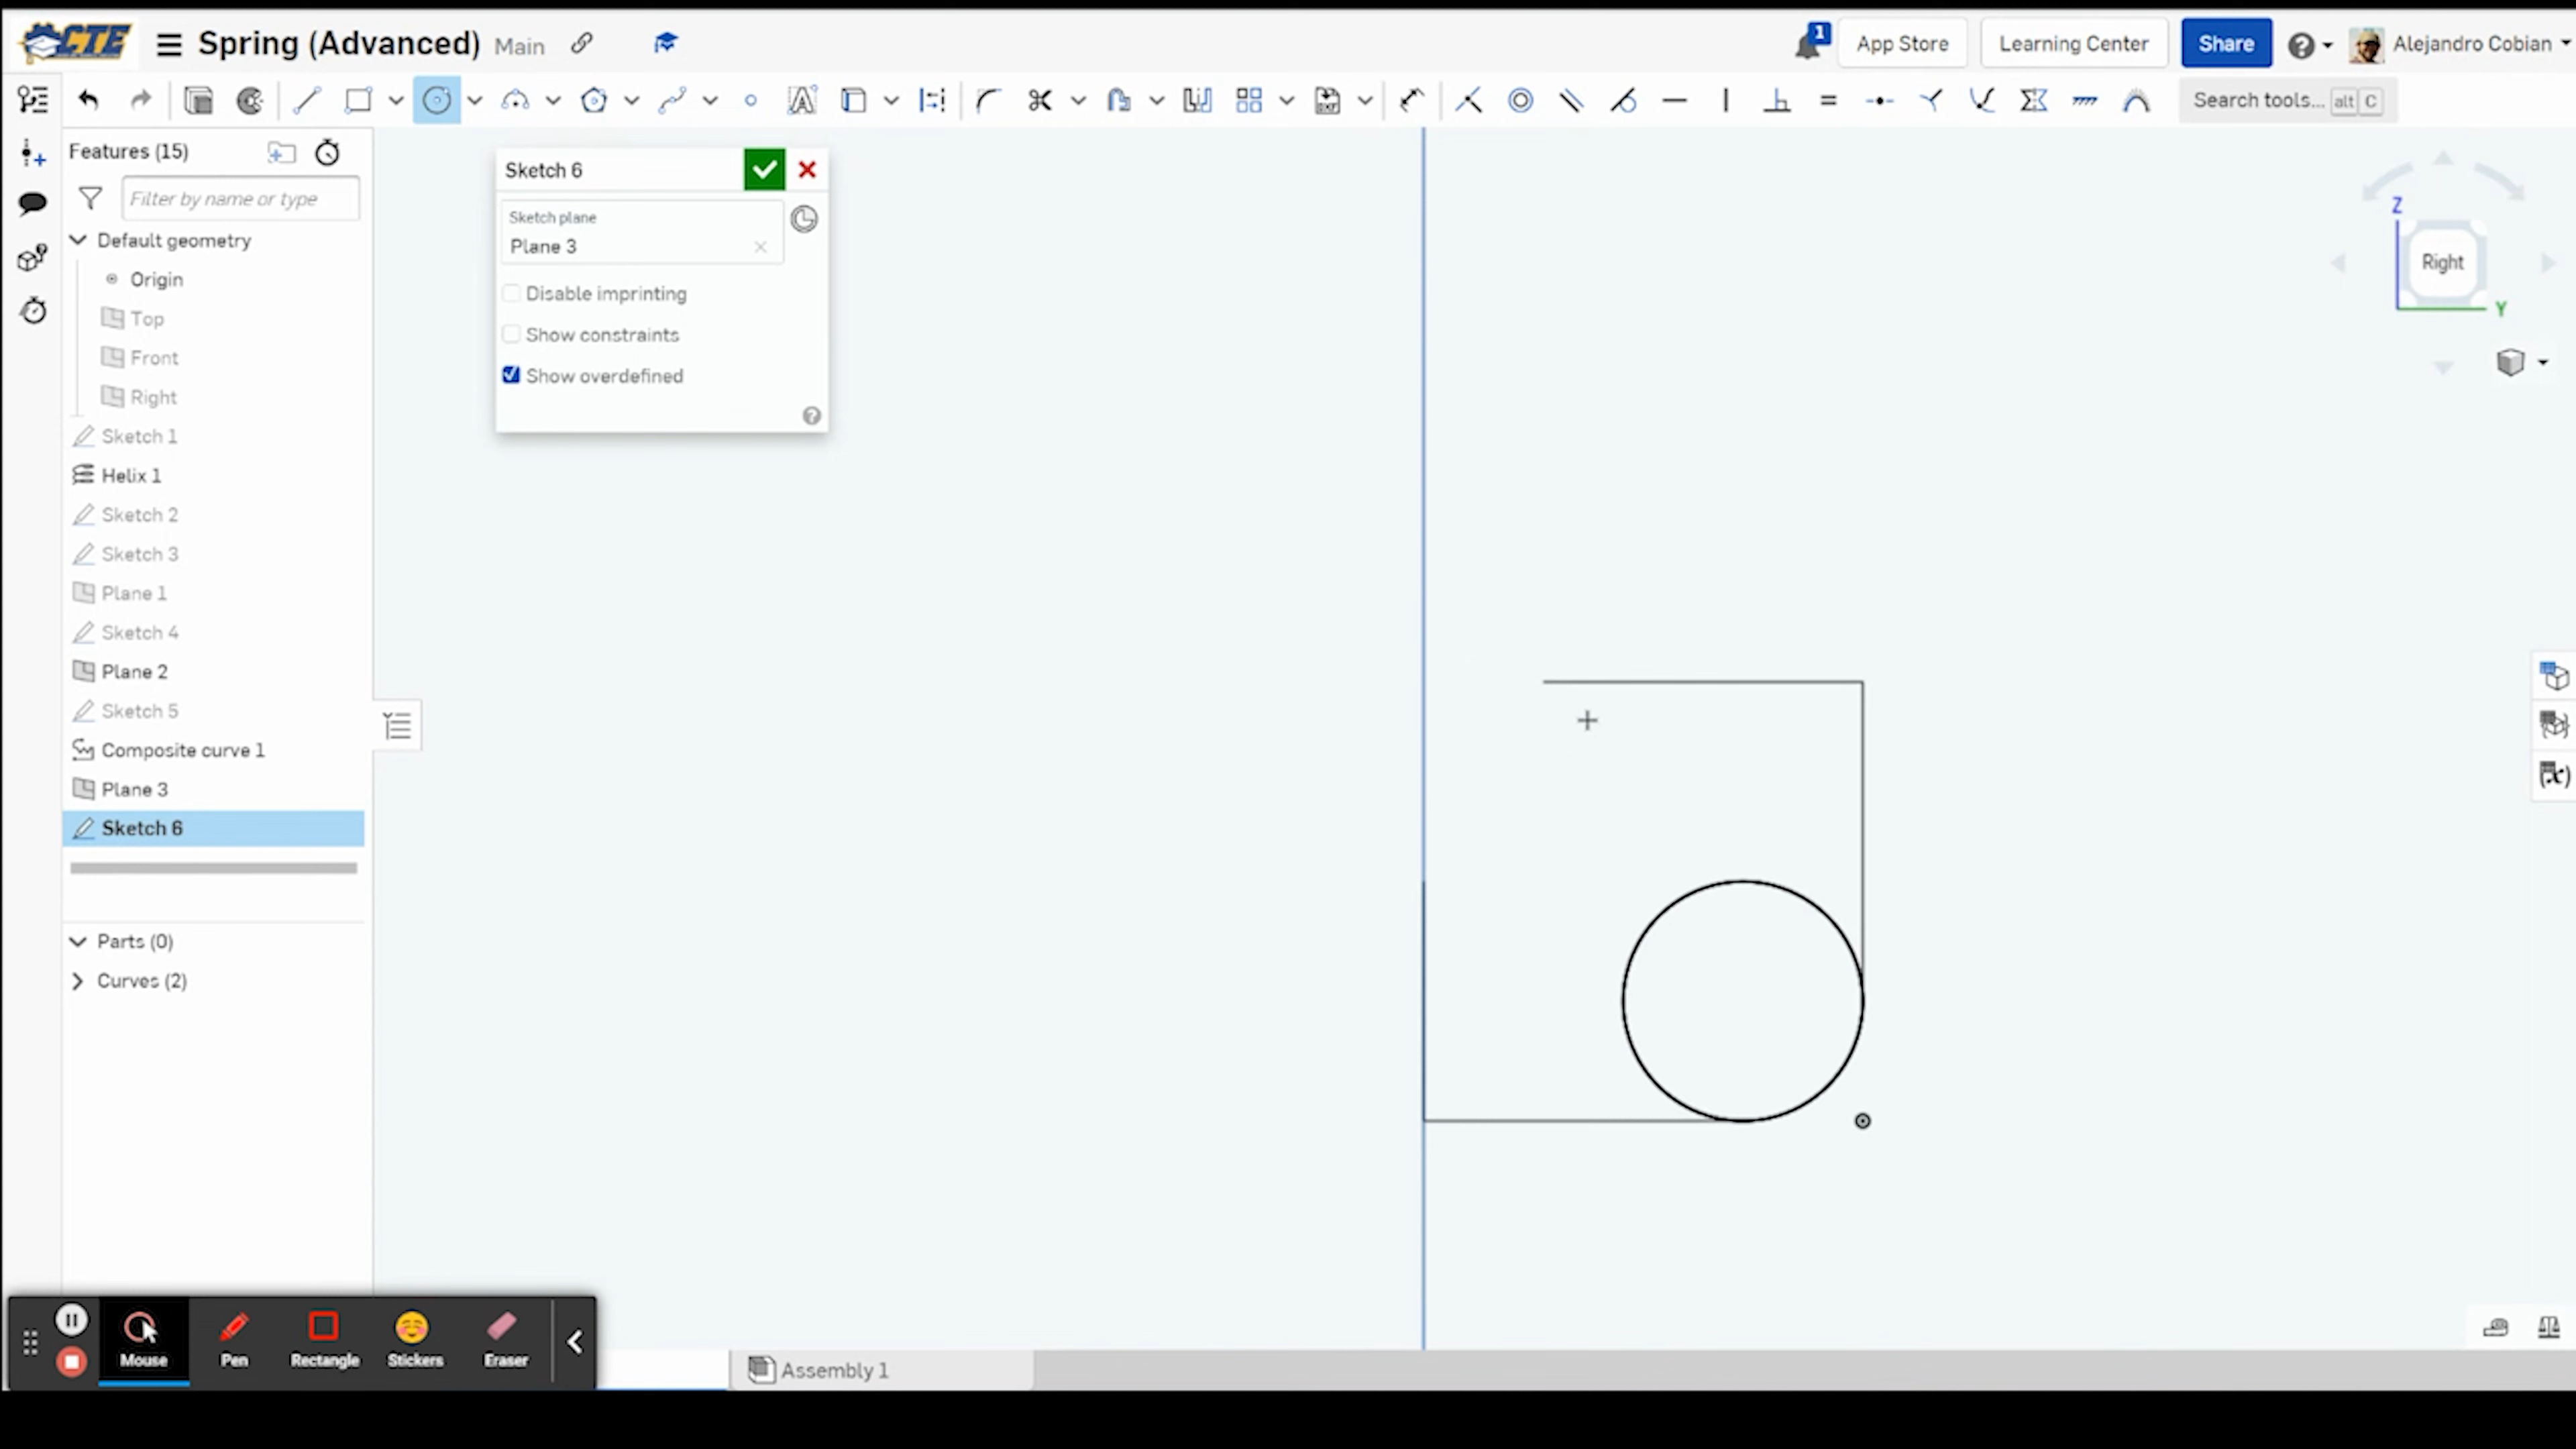 CTE
Spring (Advanced) Main
1
App Store
Learning Center
Share
Alejandro Cobian
Search tools... alt C
Features (15)
Filter by name or type
Default geometry
Origin
Top
Front
Right
Sketch 1
Helix 1
Sketch 2
Sketch 3
Plane 1
Sketch 4
Plane 2
Sketch 5
Composite curve 1
Plane 3
Sketch 6
Parts (0)
Curves (2)
Sketch 6
Sketch plane
Plane 3
Disable imprinting
Show constraints
Show overdefined
Z
Right
Y
Mouse
Pen
Rectangle
Stickers
Eraser
Assembly 1